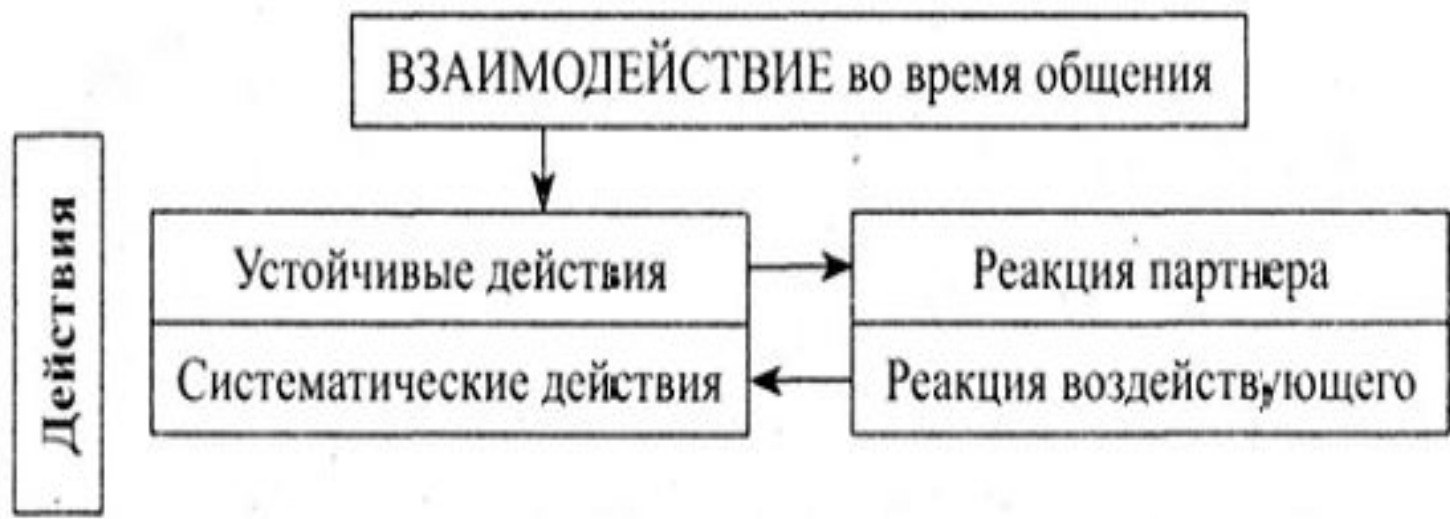 ВЗАИМОДЕЙСТВИЕ во время общения
Действия
Устойчивые действия
Реакция партнера
Систематические действия
Реакция воздействующего